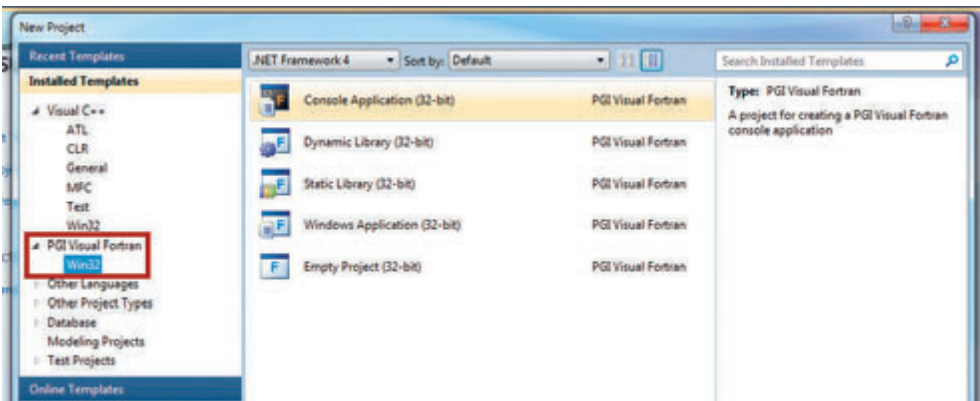 New Project
Recent Templates
.NET Framework 4
Sort by: Default
Search Installed Templates
Installed Templates
Visual C++
ATL
CLR
General
MFC
Test
Win32
PGI Visual Fortran
Win32
Other Languages
Other Project Types
Database
Modeling Projects
Test Projects
Online Templates
Console Application (32-bit) PGI Visual Fortran
Dynamic Library (32-bit) PGI Visual Fortran
Static Library (32-bit) PGI Visual Fortran
Windows Application (32-bit) PGI Visual Fortran
Empty Project (32-bit) PGI Visual Fortran
Type: PGI Visual Fortran
A project for creating a PGI Visual Fortran
console application